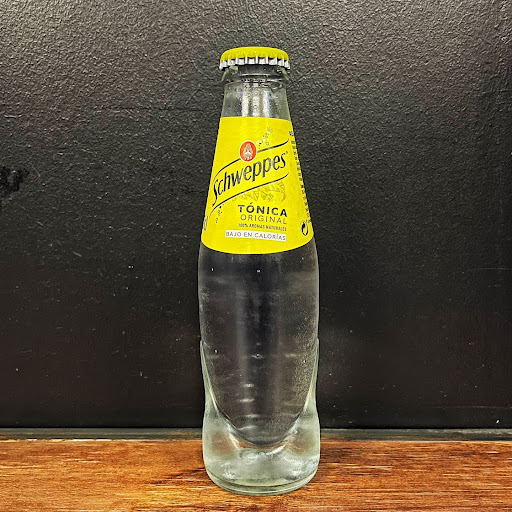 Schweppes
TÓNICA
ORIGINAL
100% AROMAS NATURALES
BAJO EN CALORÍAS